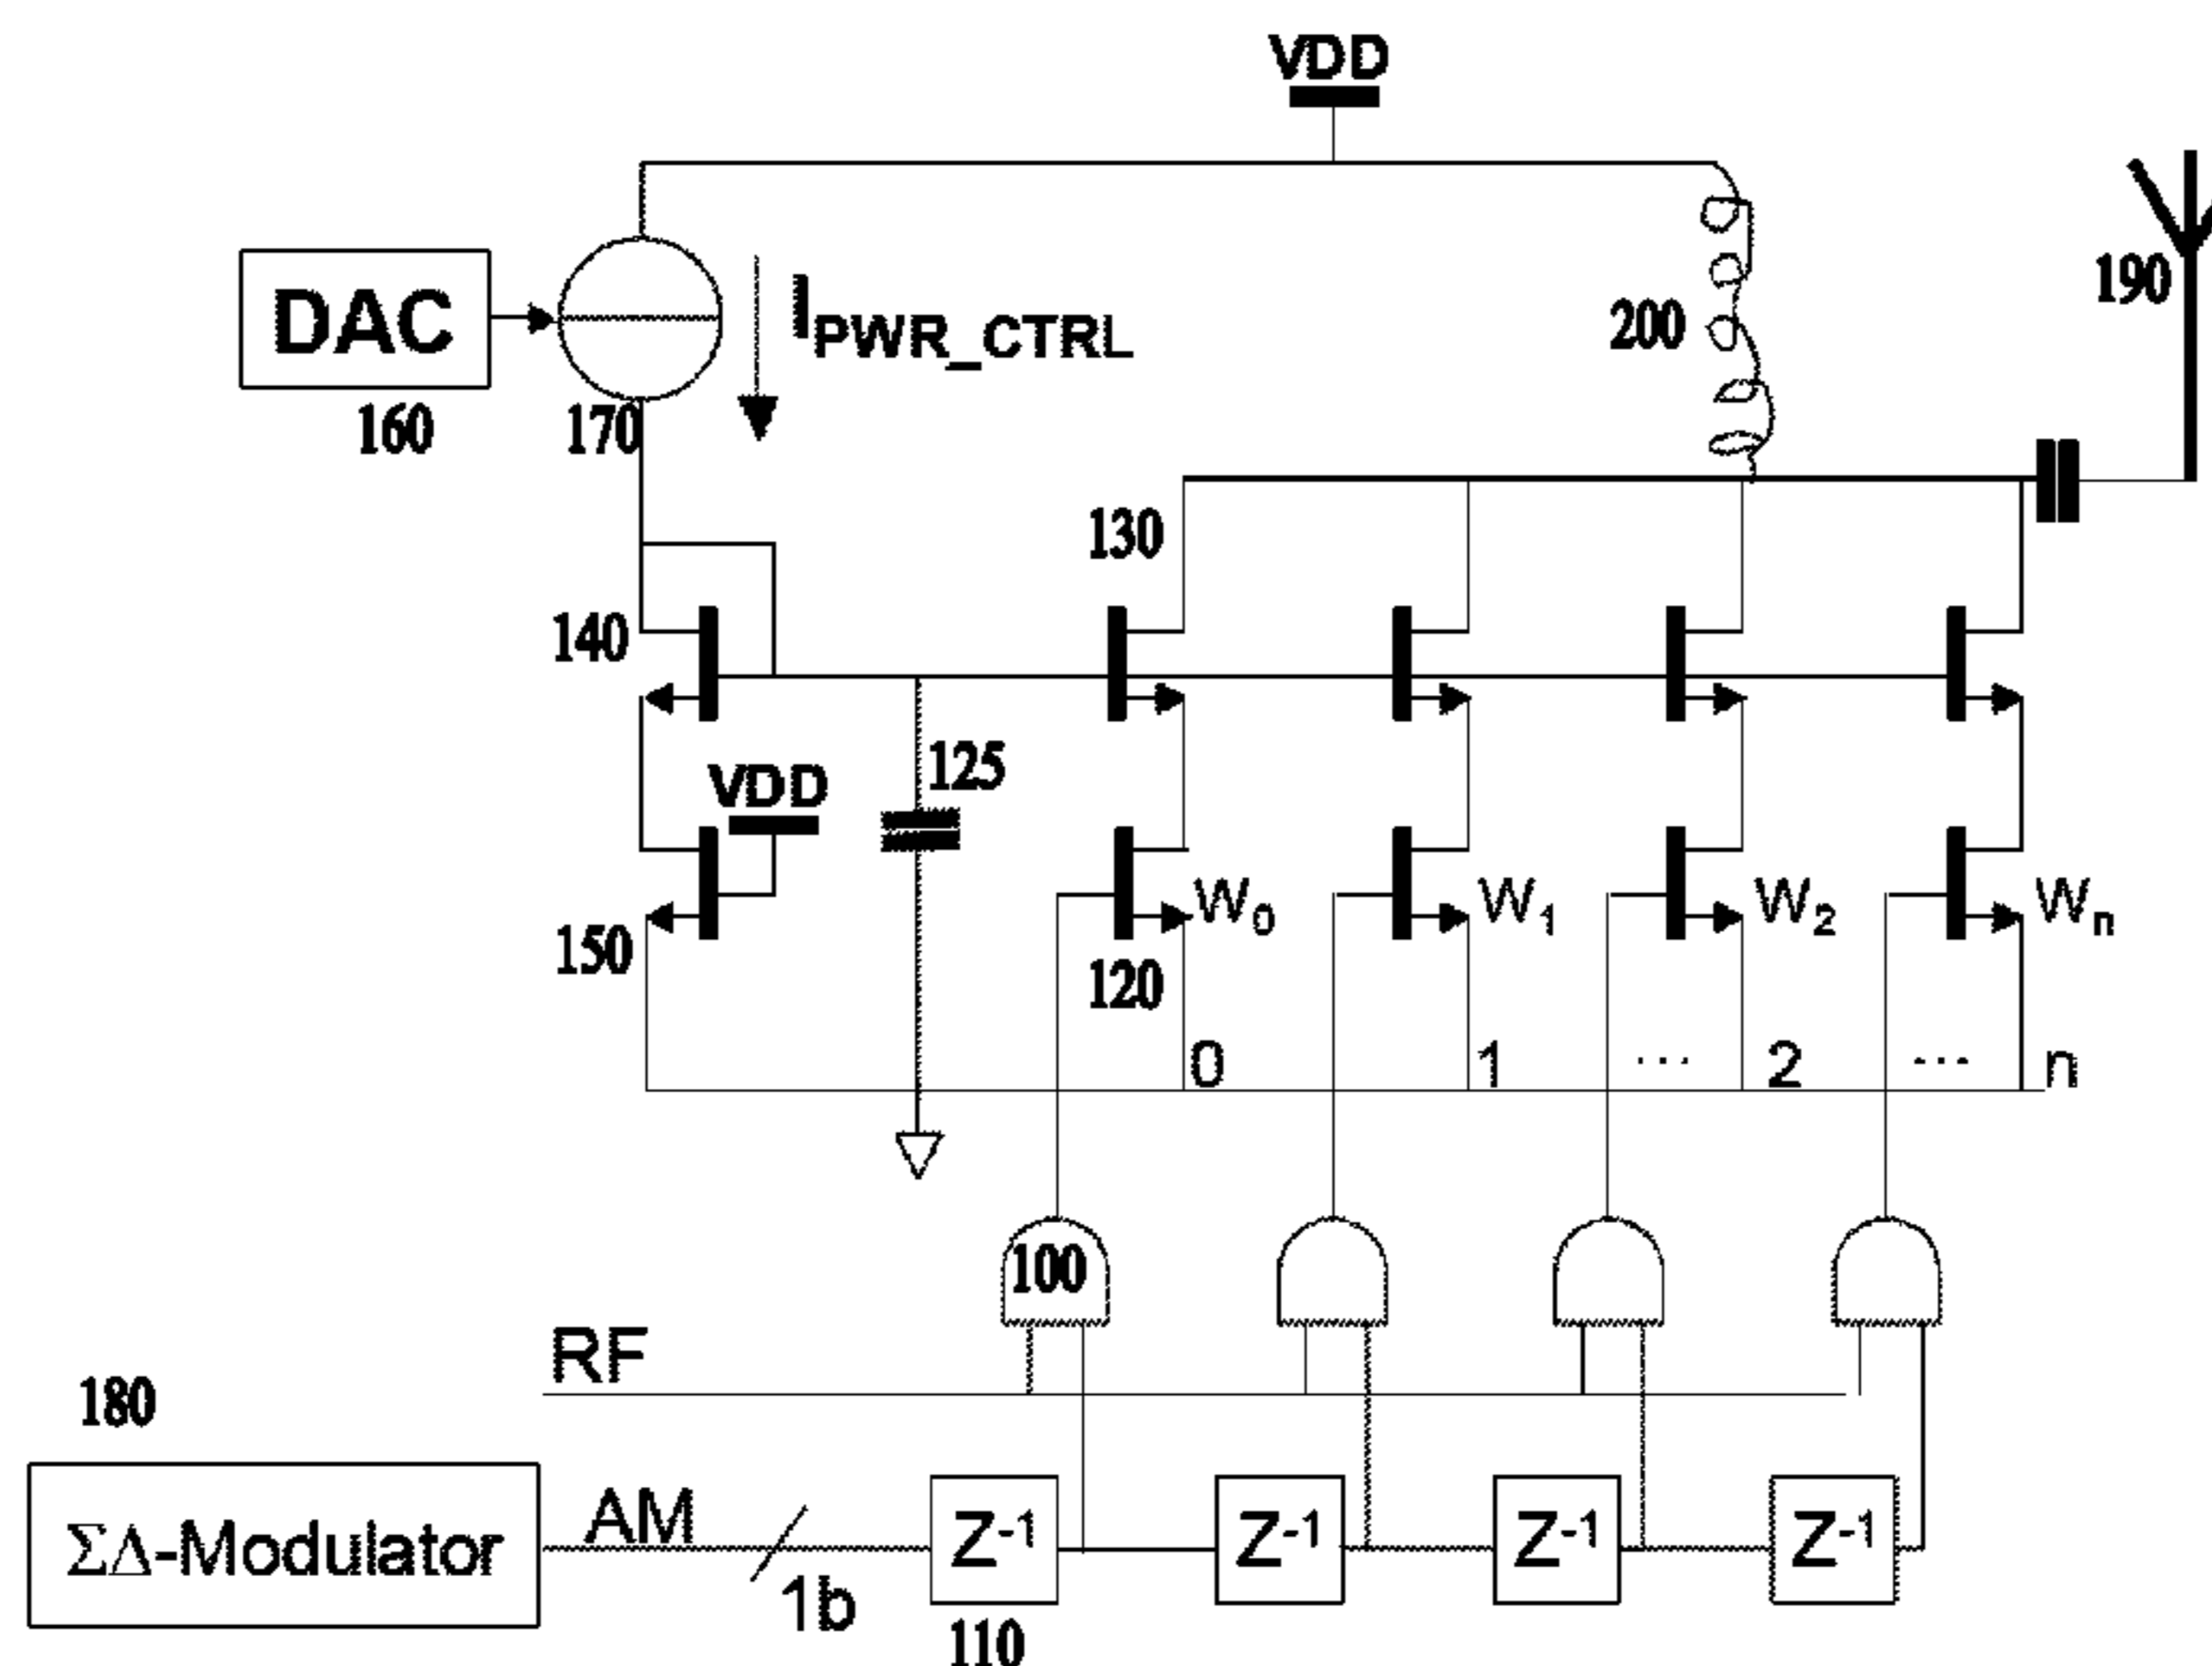 VDD
DAC
160
170
I PWR_CTRL
200
190
130
140
VDD
125
150
W0
W1
W2
Wn
120
0
1
...
2
...
n
100
RF
180
ΣΔ-Modulator
AM
1b
Z-1
Z-1
Z-1
Z-1
110